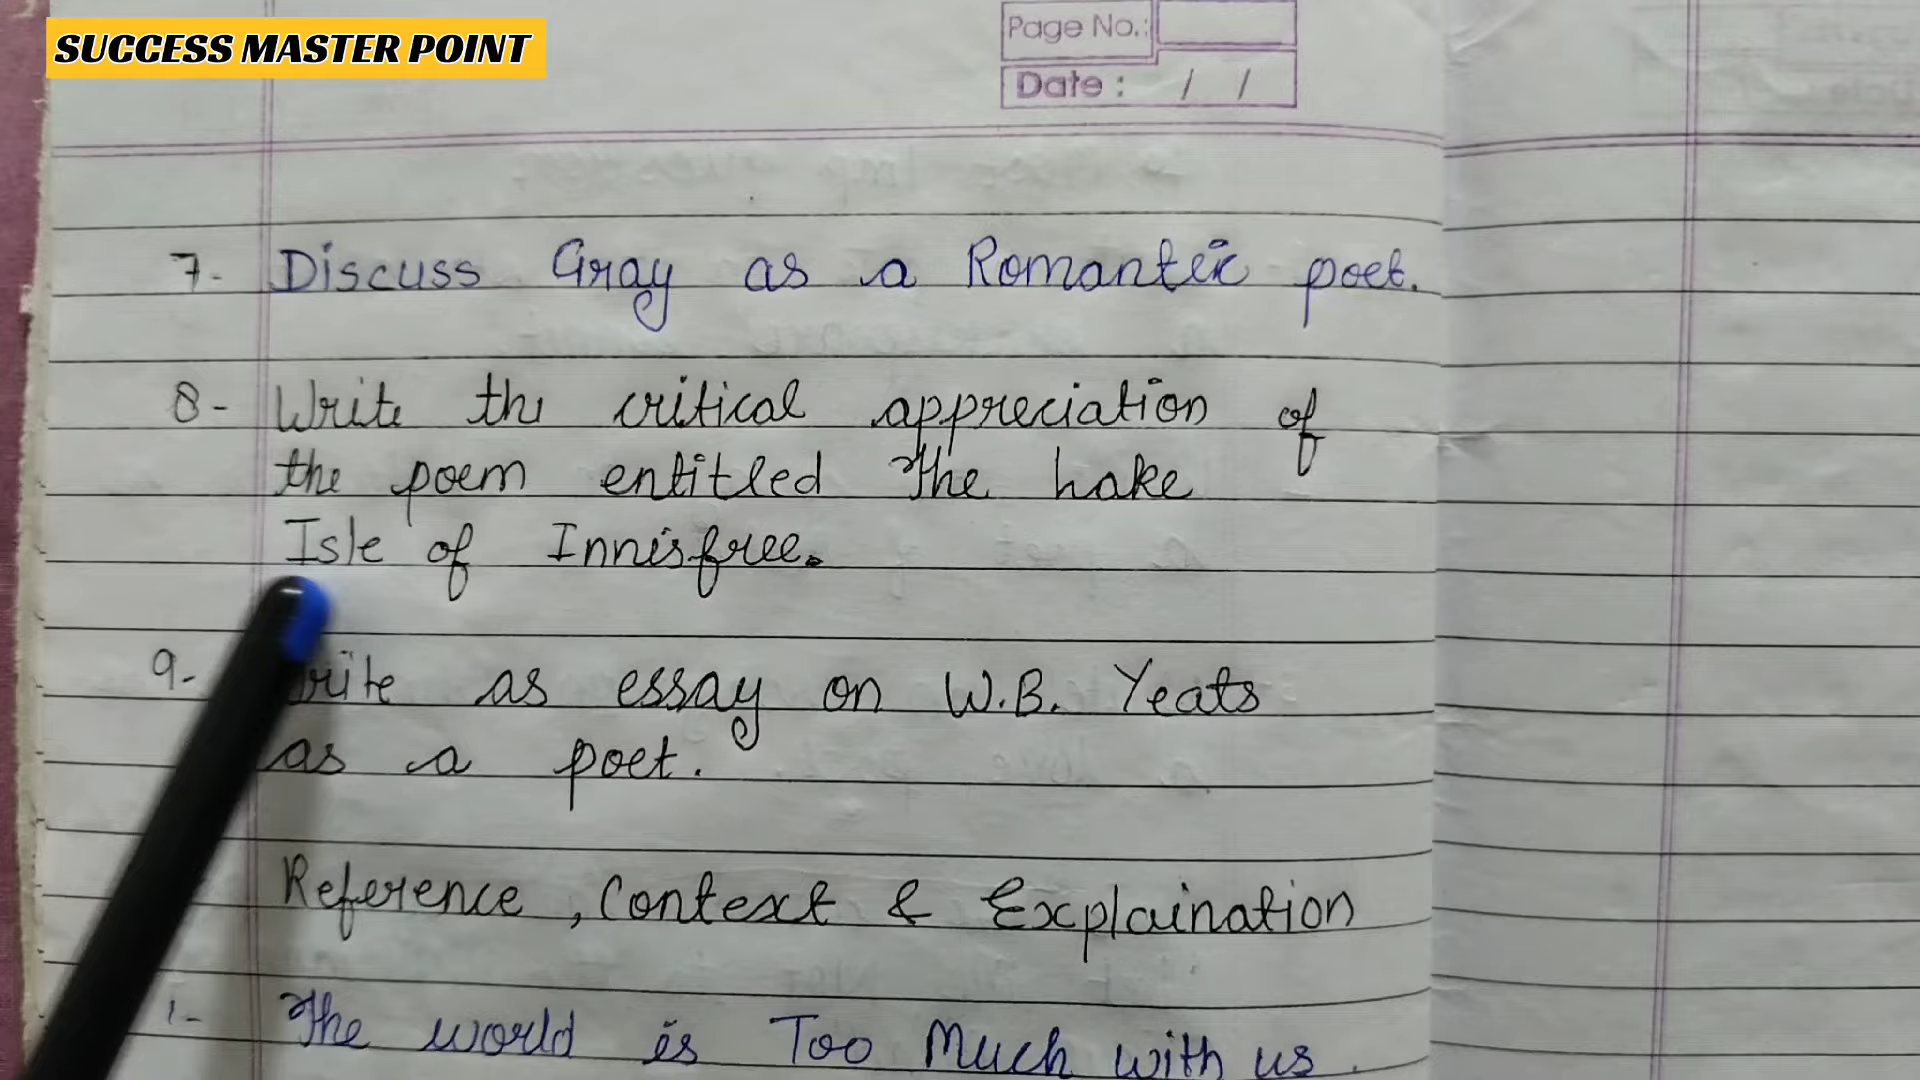 SUCCESS MASTER POINT
Page No.:
Date : / /
7- Discuss Gray as a Romantic poet.
8- Write the critical appreciation of
the poem entitled The Lake
Isle of Innisfree.
9- Write as essay on W.B. Yeats
as a poet.
Reference, Context & Explaination
1- The world is Too Much with us.